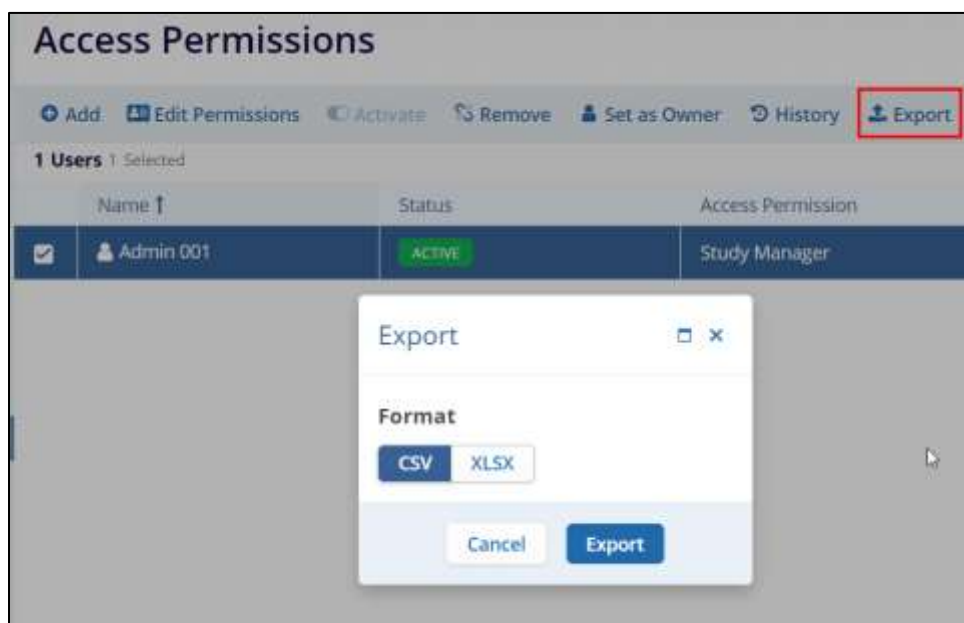 Access Permissions
Add Edit Permissions Activate Remove Set as Owner History Export
1 Users 1 Selected
Name Status Access Permission
Admin 001 ACTIVE Study Manager
Export
Format
CSV XLSX
Cancel Export